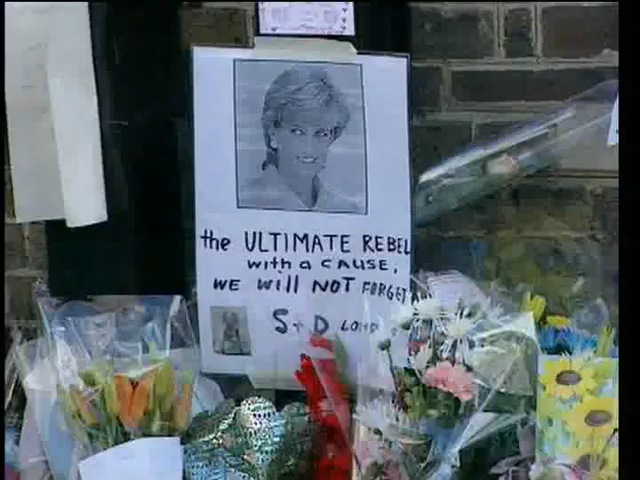 the ULTIMATE REBEL
with a CAUSE,
WE Will NOT FORGET
S + D